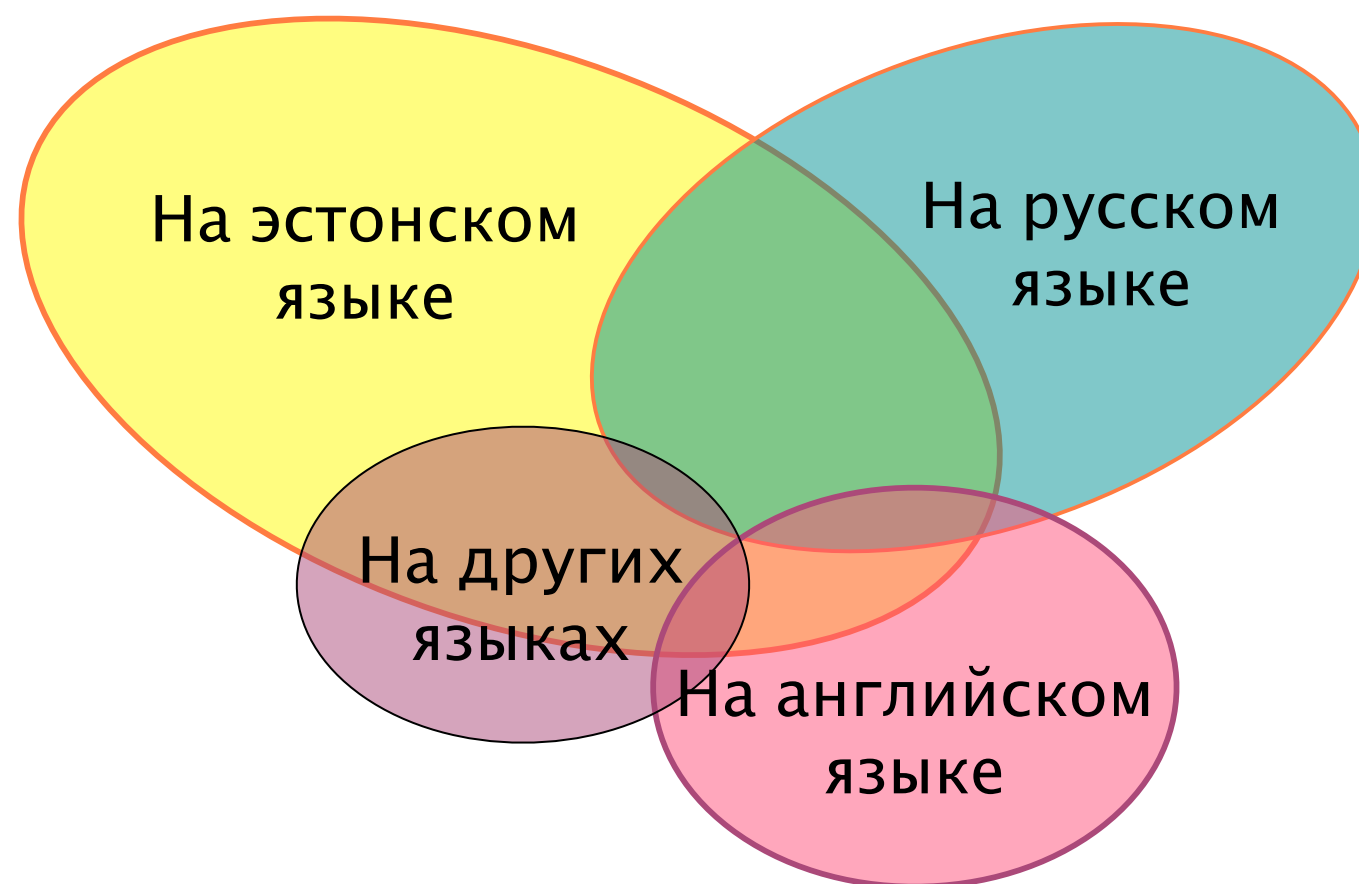 На эстонском
языке
На русском
языке
На других
языках
На английском
языке